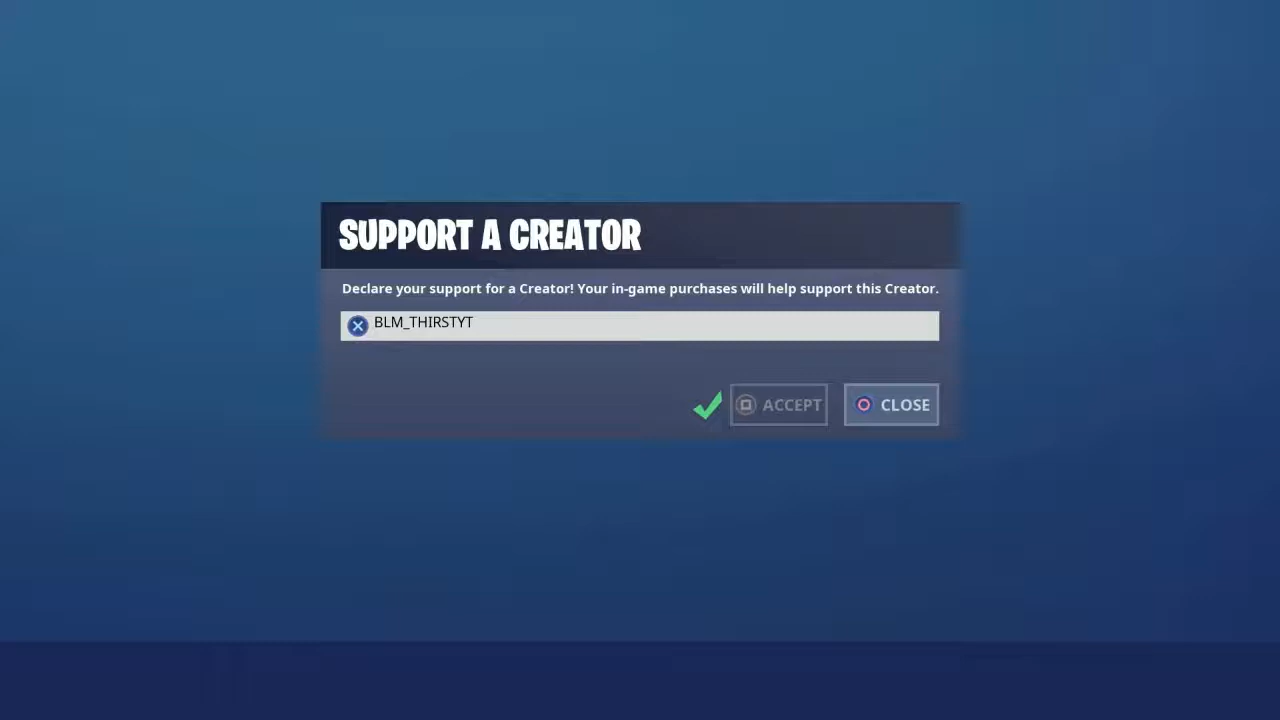 SUPPORT A CREATOR
Declare your support for a Creator! Your in-game purchases will help support this Creator.
BLM_THIRSTYT
ACCEPT
CLOSE